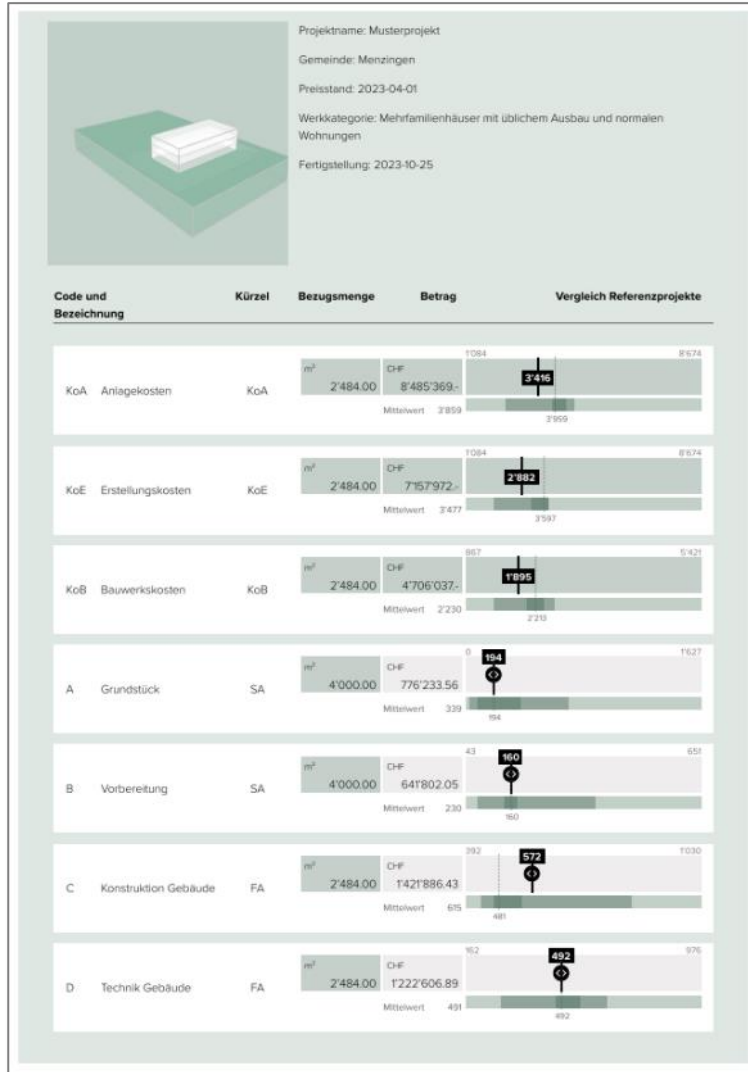 Projektname: Musterprojekt
Gemeinde: Menzingen
Preisstand: 2023-04-01
Werkkategorie: Mehrfamilienhäuser mit üblichem Ausbau und normalen
Wohnungen
Fertigstellung: 2023-10-25
Code und Bezeichnung Kürzel Bezugsmenge Betrag Vergleich Referenzprojekte
1'084 8'674
m² CHF
KoA Anlagekosten KoA 2'484.00 8'485'369.- 3'416
Mittelwert 3'859
3'959
1'084 8'674
m² CHF
KoE Erstellungskosten KoE 2'484.00 7'157'972.- 2'882
Mittelwert 3'477
3'597
867 5'421
m² CHF
KoB Bauwerkskosten KoB 2'484.00 4'706'037.- 1'895
Mittelwert 2'230
2'213
0 1'627
m² CHF
A Grundstück SA 4'000.00 776'233.56 194
Mittelwert 339
194
43 651
m² CHF
B Vorbereitung SA 4'000.00 641'802.05 160
Mittelwert 230
160
392 1'030
m² CHF
C Konstruktion Gebäude FA 2'484.00 1'421'886.43 572
Mittelwert 615
481
162 976
m² CHF
D Technik Gebäude FA 2'484.00 1'222'606.89 492
Mittelwert 491
492